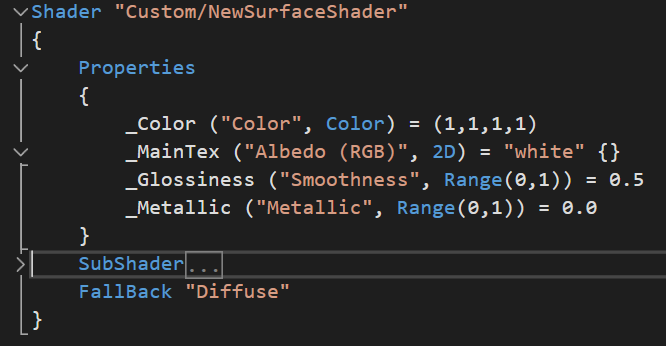 Shader "Custom/NewSurfaceShader"
{
    Properties
    {
        _Color ("Color", Color) = (1,1,1,1)
        _MainTex ("Albedo (RGB)", 2D) = "white" {}
        _Glossiness ("Smoothness", Range(0,1)) = 0.5
        _Metallic ("Metallic", Range(0,1)) = 0.0
    }
    SubShader...
    FallBack "Diffuse"
}